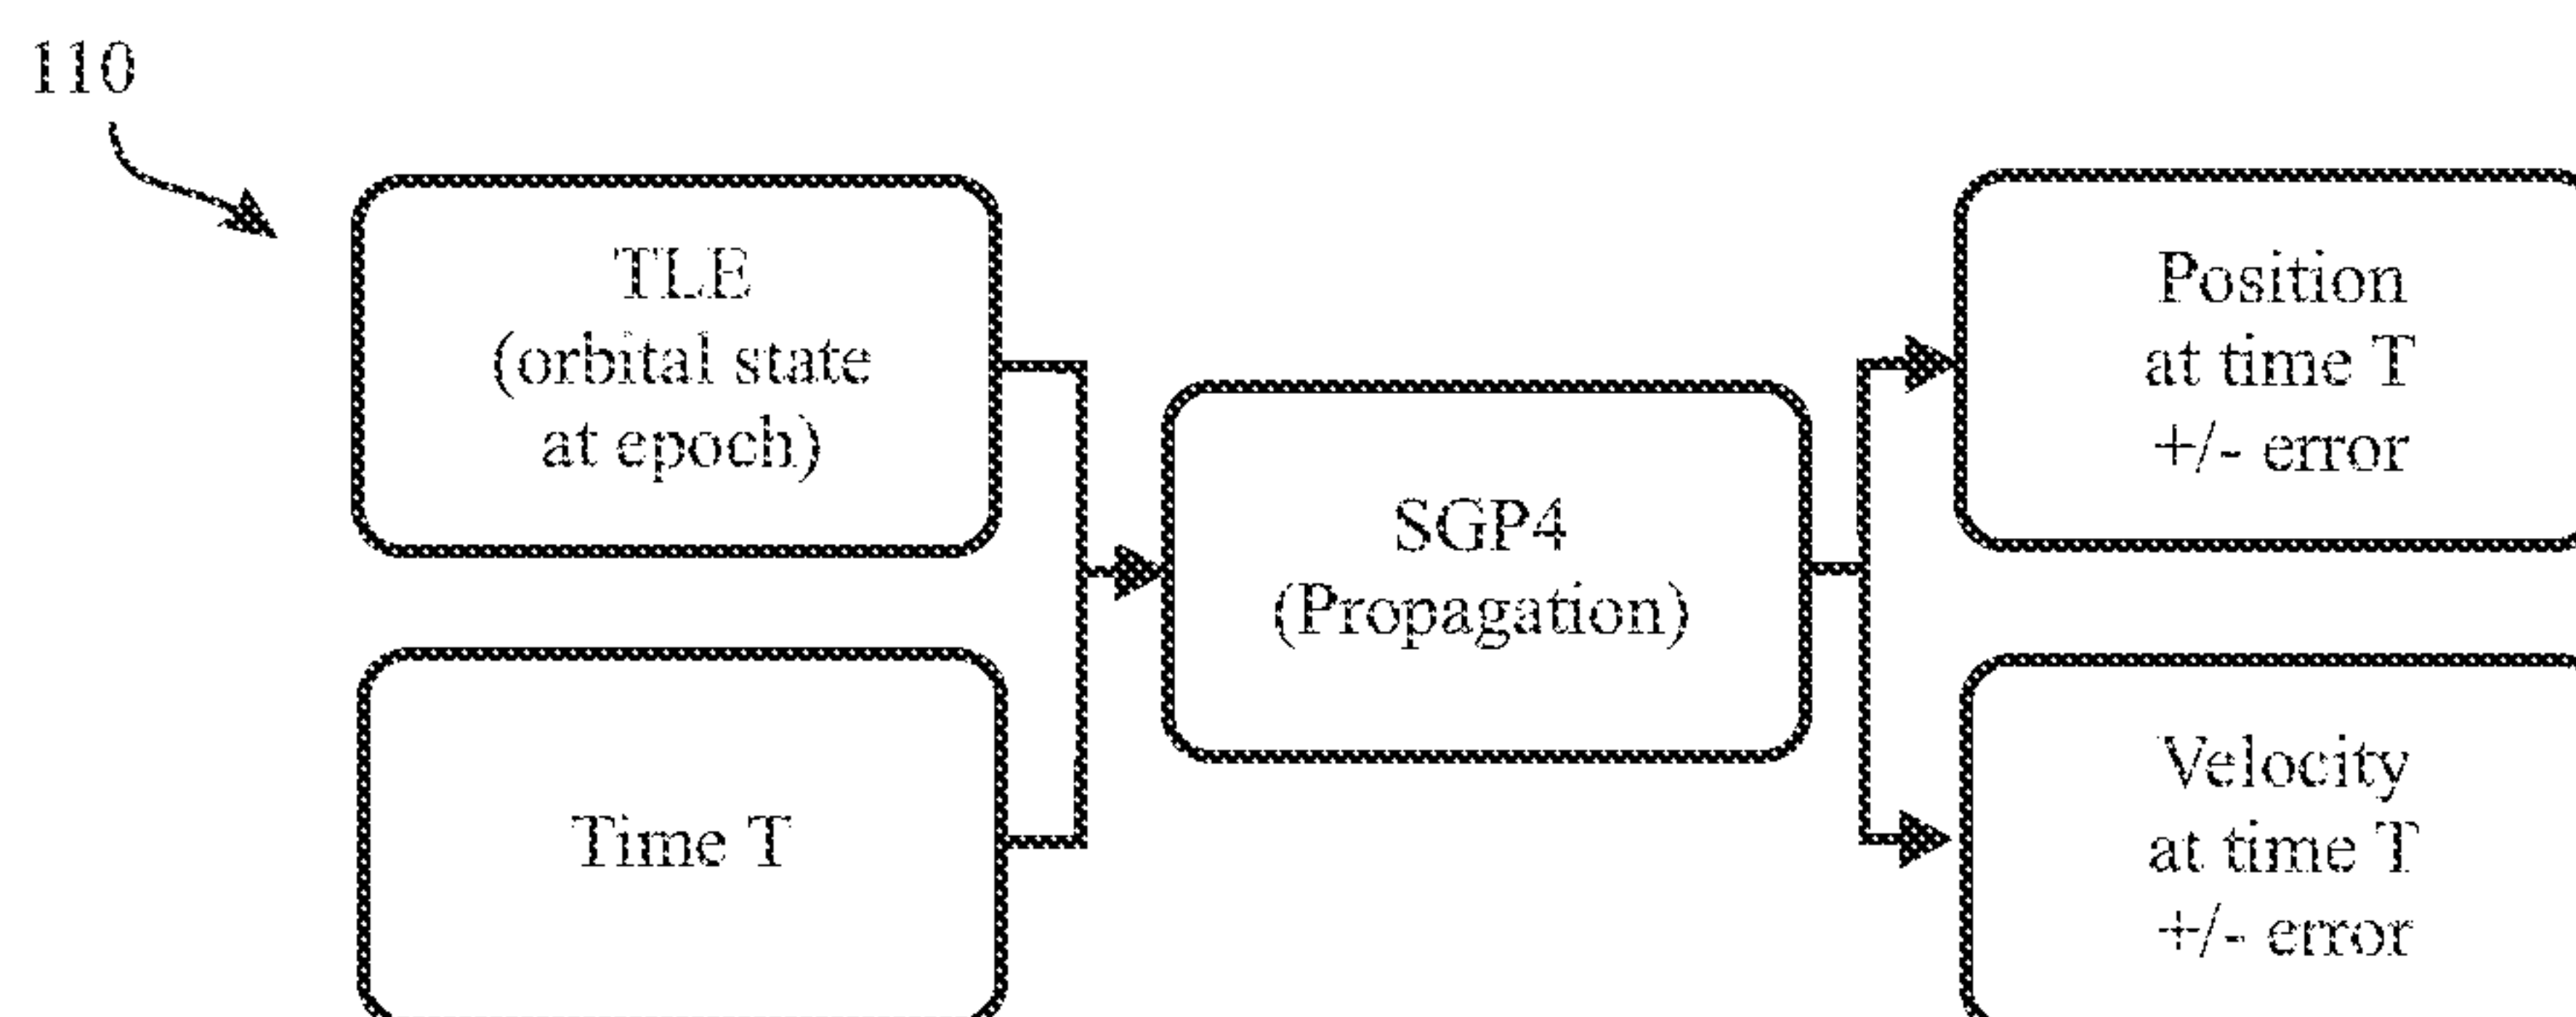 110
TLE
(orbital state
at epoch)
Time T
SGP4
(Propagation)
Position
at time T
+/- error
Velocity
at time T
+/- error